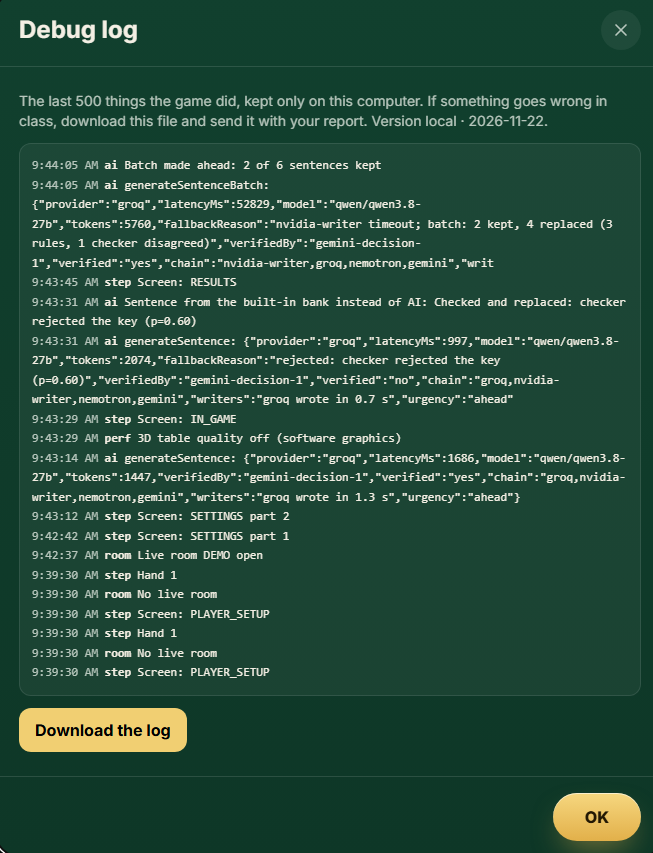 Debug log
The last 500 things the game did, kept only on this computer. If something goes wrong in
class, download this file and send it with your report. Version local · 2026-11-22.
9:44:05 AM ai Batch made ahead: 2 of 6 sentences kept
9:44:05 AM ai generateSentenceBatch:
{"provider":"groq","latencyMs":52829,"model":"qwen/qwen3.8-
27b","tokens":5760,"fallbackReason":"nvidia-writer timeout; batch: 2 kept, 4 replaced (3
rules, 1 checker disagreed)","verifiedBy":"gemini-decision-
1","verified":"yes","chain":"nvidia-writer,groq,nemotron,gemini","writ
9:43:45 AM step Screen: RESULTS
9:43:31 AM ai Sentence from the built-in bank instead of AI: Checked and replaced: checker
rejected the key (p=0.60)
9:43:31 AM ai generateSentence: {"provider":"groq","latencyMs":997,"model":"qwen/qwen3.8-
27b","tokens":2074,"fallbackReason":"rejected: checker rejected the key
(p=0.60)","verifiedBy":"gemini-decision-1","verified":"no","chain":"groq,nvidia-
writer,nemotron,gemini","writers":"groq wrote in 0.7 s","urgency":"ahead"
9:43:29 AM step Screen: IN_GAME
9:43:29 AM perf 3D table quality off (software graphics)
9:43:14 AM ai generateSentence: {"provider":"groq","latencyMs":1686,"model":"qwen/qwen3.8-
27b","tokens":1447,"verifiedBy":"gemini-decision-1","verified":"yes","chain":"groq,nvidia-
writer,nemotron,gemini","writers":"groq wrote in 1.3 s","urgency":"ahead"}
9:43:12 AM step Screen: SETTINGS part 2
9:42:42 AM step Screen: SETTINGS part 1
9:42:37 AM room Live room DEMO open
9:39:30 AM step Hand 1
9:39:30 AM room No live room
9:39:30 AM step Screen: PLAYER_SETUP
9:39:30 AM step Hand 1
9:39:30 AM room No live room
9:39:30 AM step Screen: PLAYER_SETUP
Download the log
OK